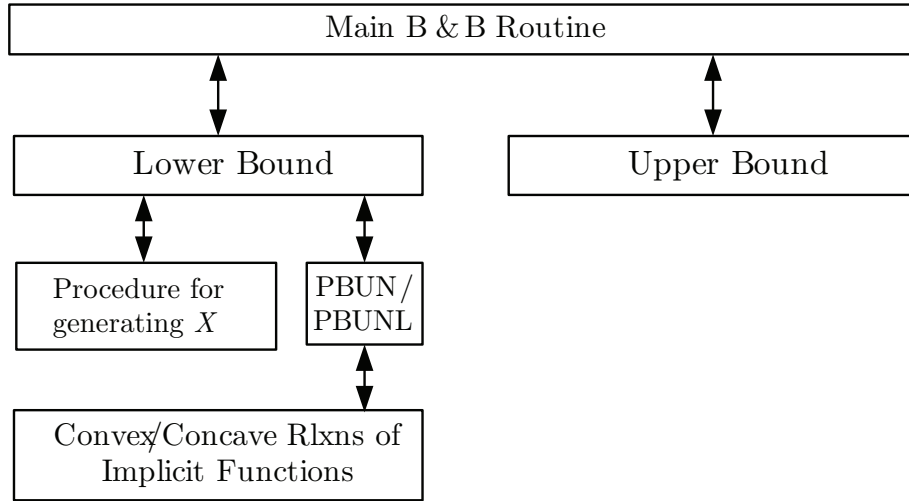 Main B & B Routine
Lower Bound
Upper Bound
Procedure for
generating X
PBUN/
PBUNL
Convex/Concave Rlxns of
Implicit Functions